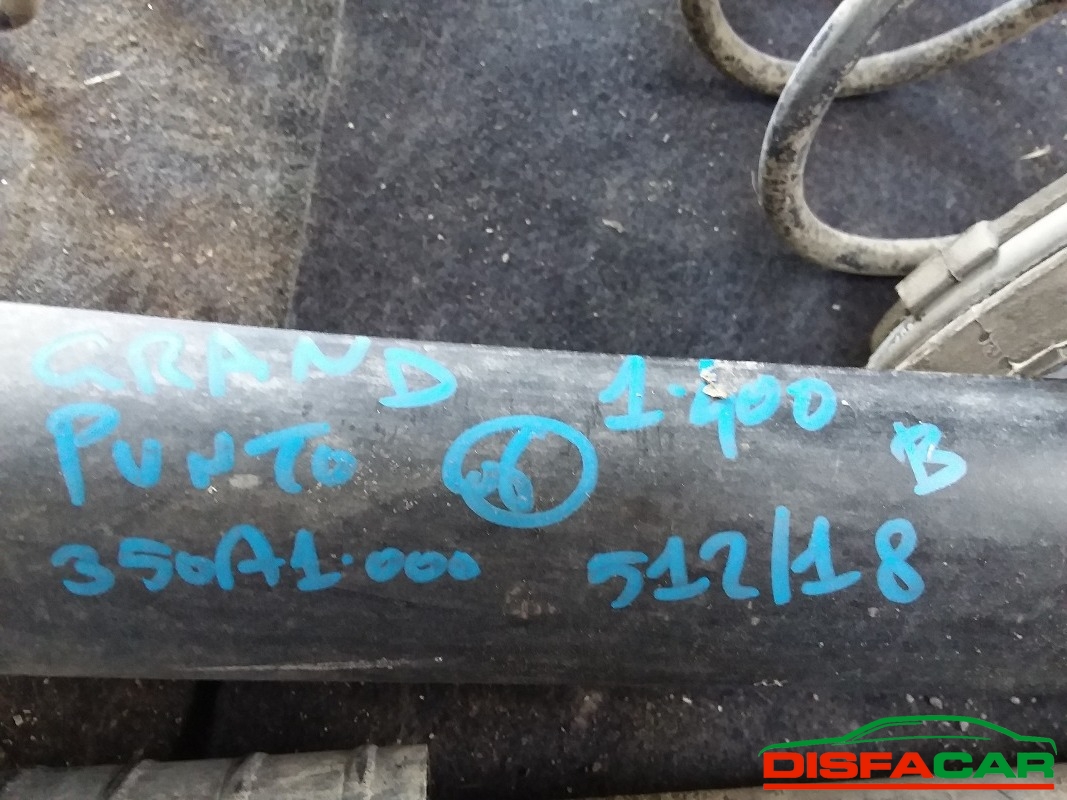 GRAND 1.400
PUNTO 06 B
350A1.000 512/18
DISFACAR